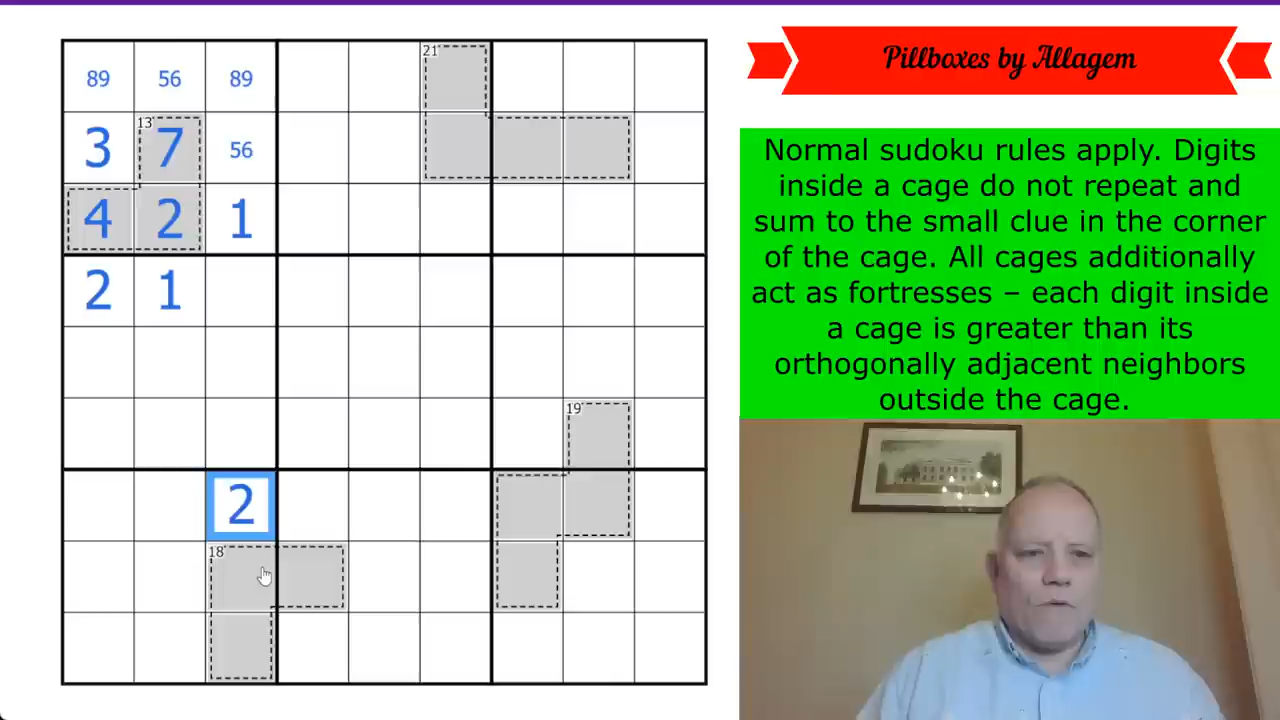 Pillboxes by Allagem
Normal sudoku rules apply. Digits
inside a cage do not repeat and
sum to the small clue in the corner
of the cage. All cages additionally
act as fortresses – each digit inside
a cage is greater than its
orthogonally adjacent neighbors
outside the cage.
89 56 89 21
3 13 7 56
4 2 1
2 1
19
2
18